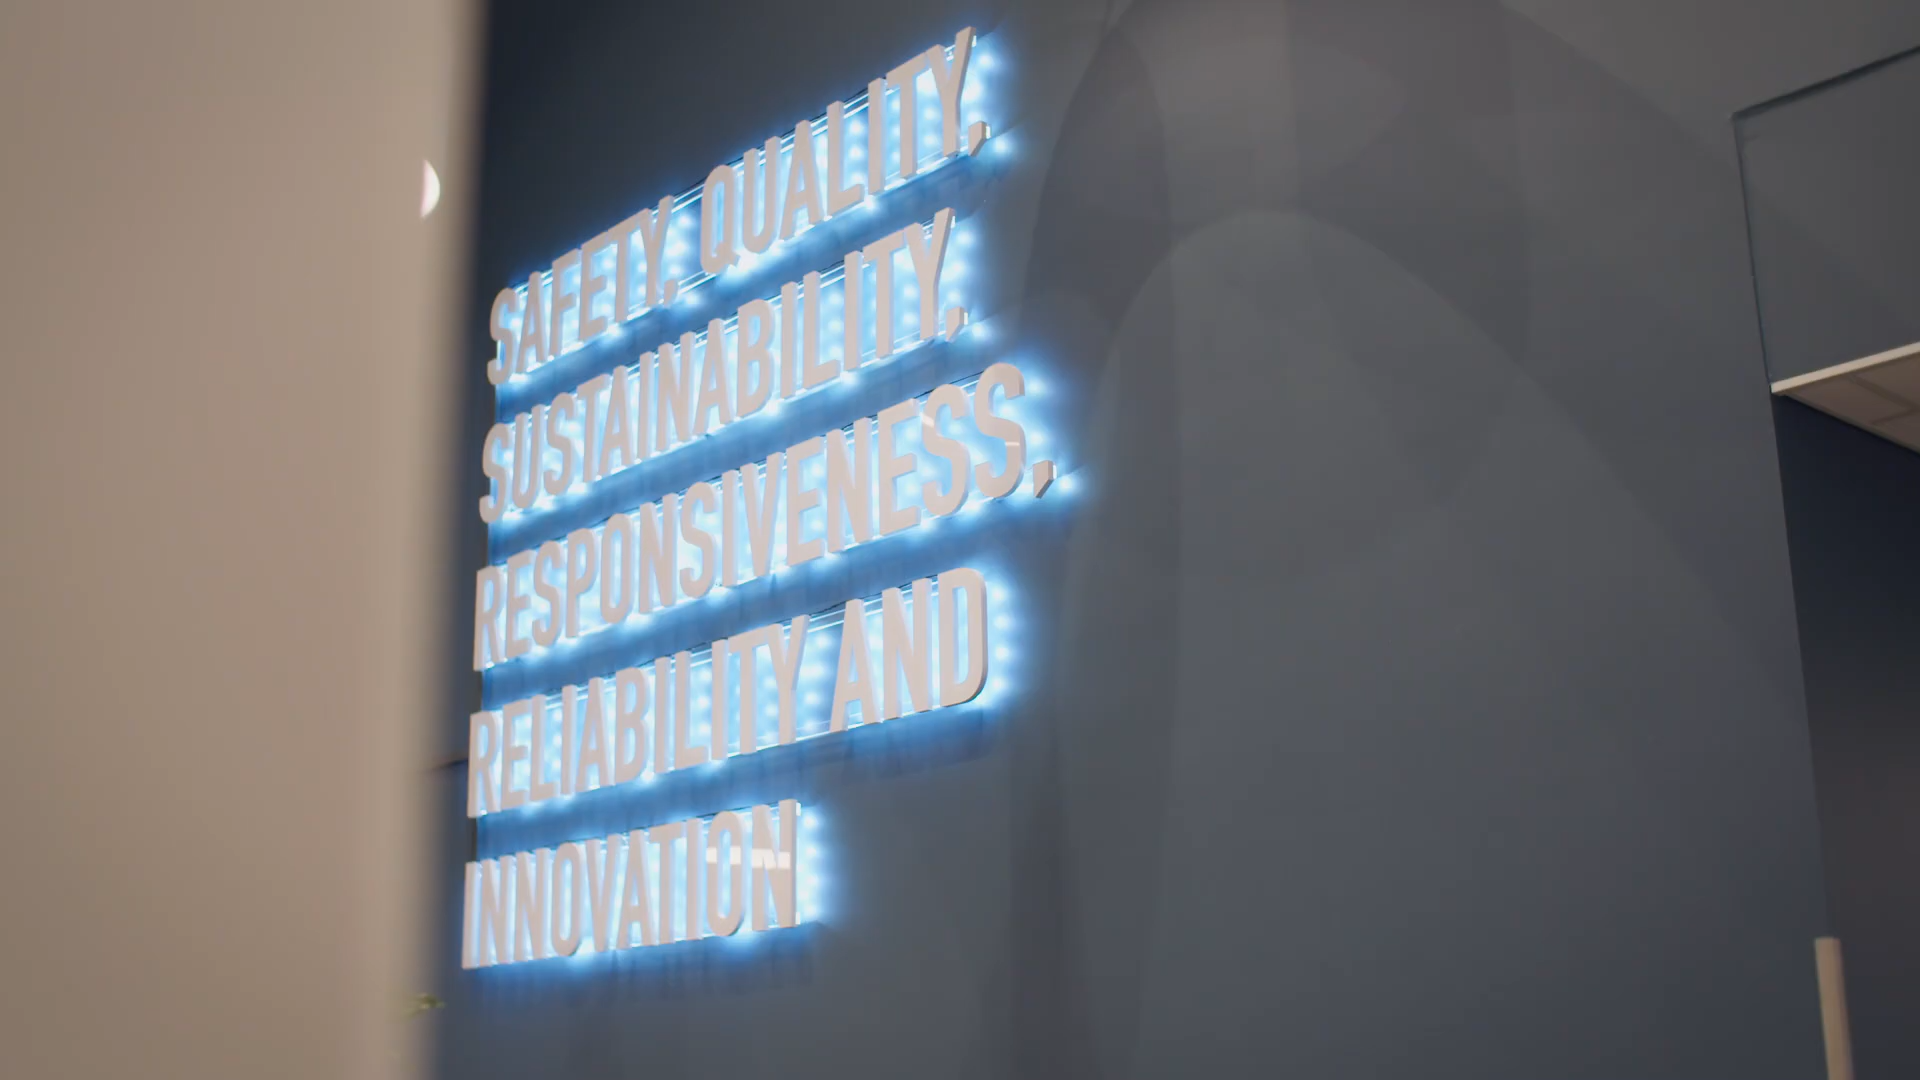 SAFETY, QUALITY,
SUSTAINABILITY,
RESPONSIVENESS,
RELIABILITY AND
INNOVATION